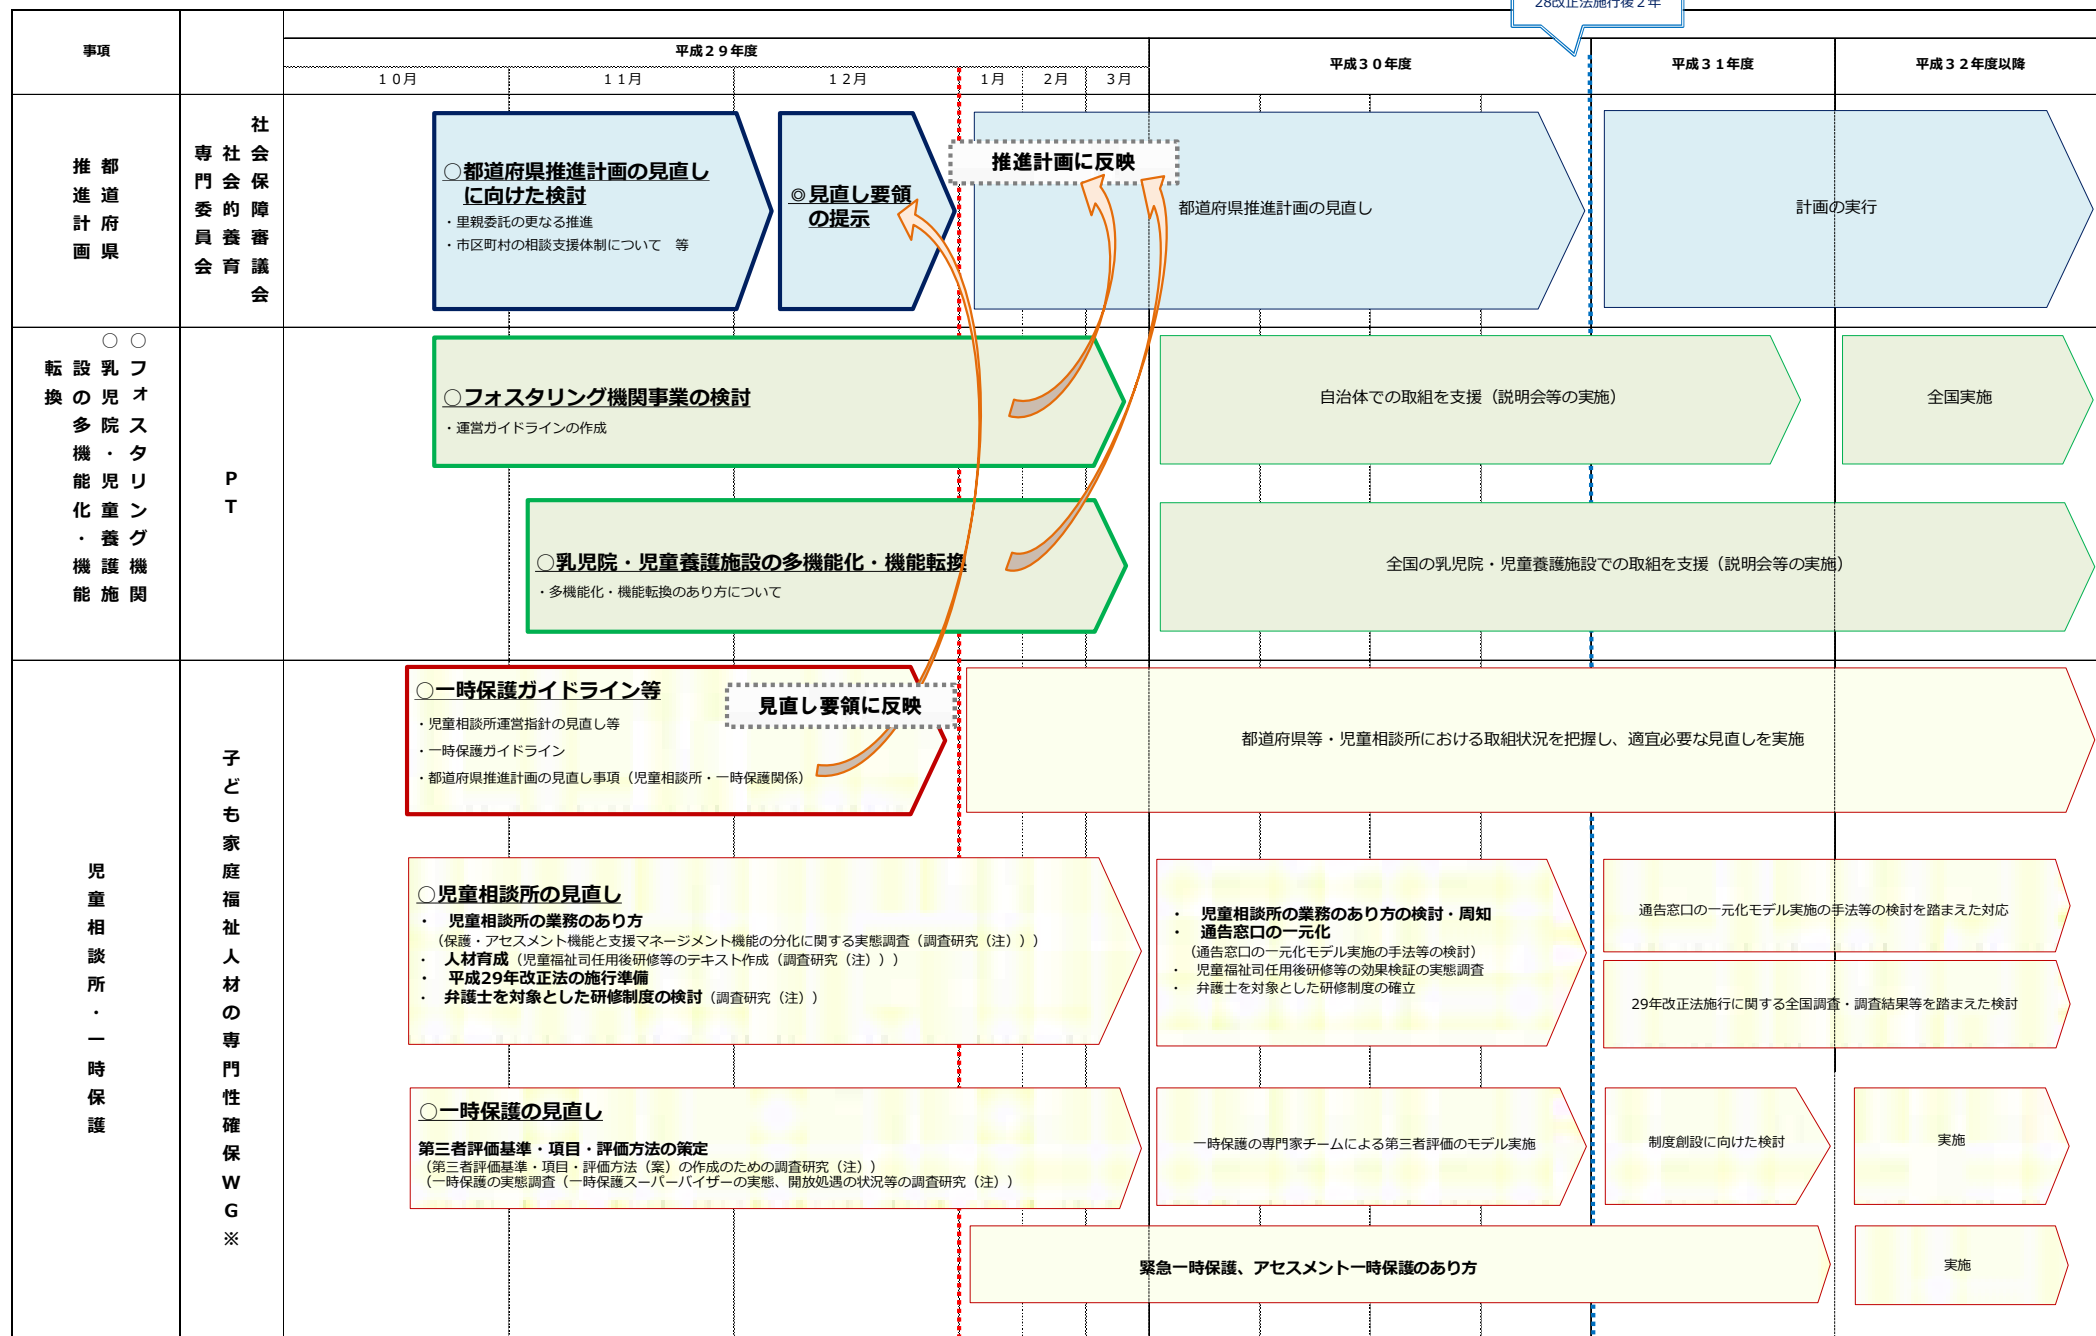 28改正法施行後２年
事項
平成２９年度
平成３０年度
平成３１年度
平成３２年度以降
１０月
１１月
１２月
１月
２月
３月
都道府県
推進計画
社会保障審議会
社会的養育
専門委員会
○都道府県推進計画の見直し
に向けた検討
・里親委託の更なる推進
・市区町村の相談支援体制について　等
◎見直し要領
の提示
推進計画に反映
都道府県推進計画の見直し
計画の実行
○フォスタリング機関
○乳児院・児童養護施
設の多機能化・機能
転換
ＰＴ
○フォスタリング機関事業の検討
・運営ガイドラインの作成
自治体での取組を支援（説明会等の実施）
全国実施
○乳児院・児童養護施設の多機能化・機能転換
・多機能化・機能転換のあり方について
全国の乳児院・児童養護施設での取組を支援（説明会等の実施）
児童相談所・一時保護
子ども家庭福祉人材の専門性確保ＷＧ※
○一時保護ガイドライン等
・児童相談所運営指針の見直し等
・一時保護ガイドライン
・都道府県推進計画の見直し事項（児童相談所・一時保護関係）
見直し要領に反映
都道府県等・児童相談所における取組状況を把握し、適宜必要な見直しを実施
○児童相談所の見直し
・　児童相談所の業務のあり方
（保護・アセスメント機能と支援マネージメント機能の分化に関する実態調査（調査研究（注）））
・　人材育成（児童福祉司任用後研修等のテキスト作成（調査研究（注）））
・　平成29年改正法の施行準備
・　弁護士を対象とした研修制度の検討（調査研究（注））
・　児童相談所の業務のあり方の検討・周知
・　通告窓口の一元化
（通告窓口の一元化モデル実施の手法等の検討）
・　児童福祉司任用後研修等の効果検証の実態調査
・　弁護士を対象とした研修制度の確立
通告窓口の一元化モデル実施の手法等の検討を踏まえた対応
29年改正法施行に関する全国調査・調査結果等を踏まえた検討
○一時保護の見直し
第三者評価基準・項目・評価方法の策定
（第三者評価基準・項目・評価方法（案）の作成のための調査研究（注））
（一時保護の実態調査（一時保護スーパーバイザーの実態、開放処遇の状況等の調査研究（注））
一時保護の専門家チームによる第三者評価のモデル実施
制度創設に向けた検討
実施
緊急一時保護、アセスメント一時保護のあり方
実施